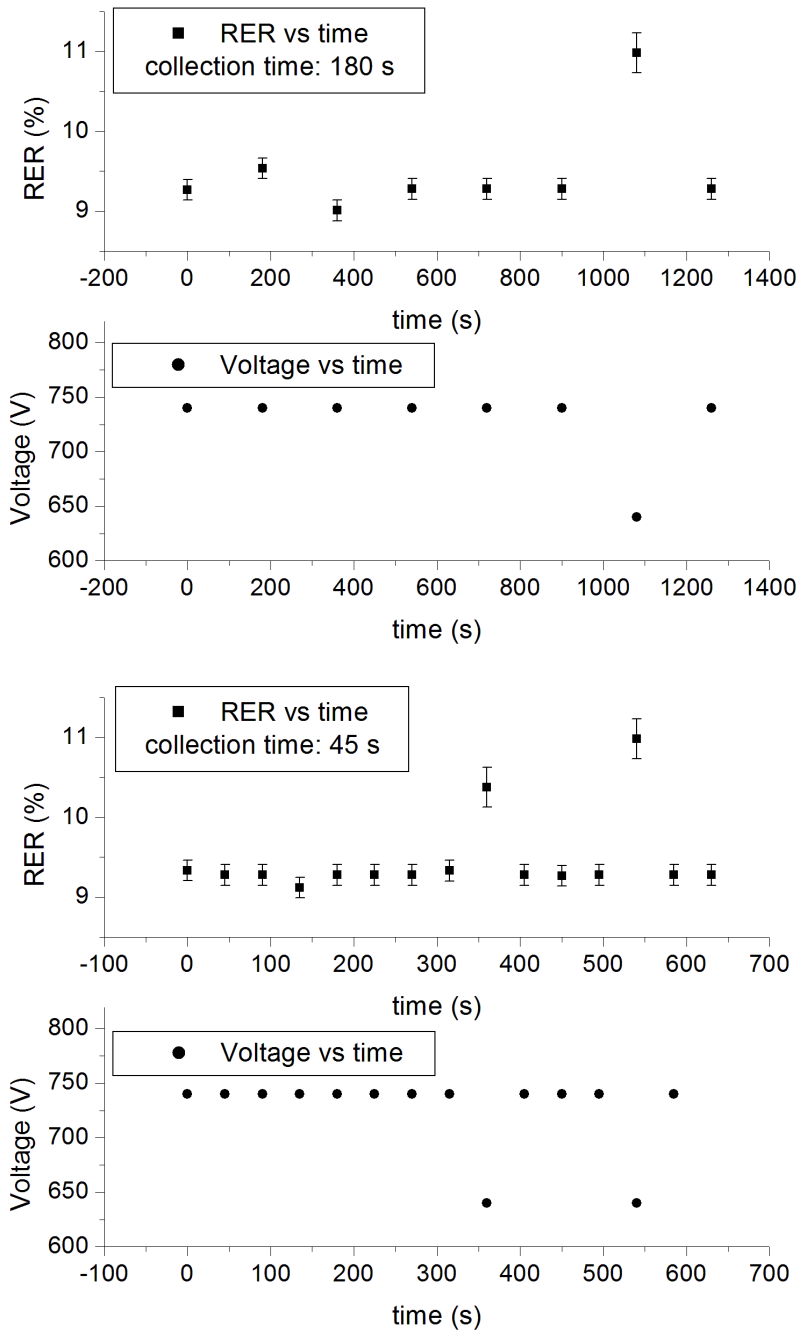 RER vs time
collection time: 180 s
RER (%)
11
10
9
-200 0 200 400 600 800 1000 1200 1400
time (s)
Voltage vs time
Voltage (V)
800
750
700
650
600
-200 0 200 400 600 800 1000 1200 1400
time (s)
RER vs time
collection time: 45 s
RER (%)
11
10
9
-100 0 100 200 300 400 500 600 700
time (s)
Voltage vs time
Voltage (V)
800
750
700
650
600
-100 0 100 200 300 400 500 600 700
time (s)